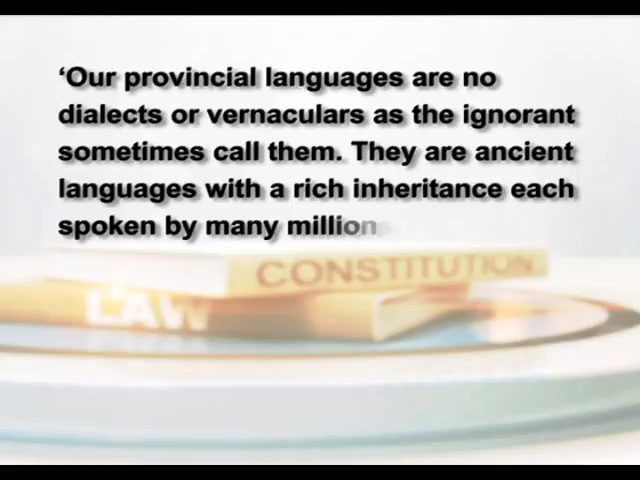 ‘Our provincial languages are no
dialects or vernaculars as the ignorant
sometimes call them. They are ancient
languages with a rich inheritance each
spoken by many million
CONSTITUTION
LAW